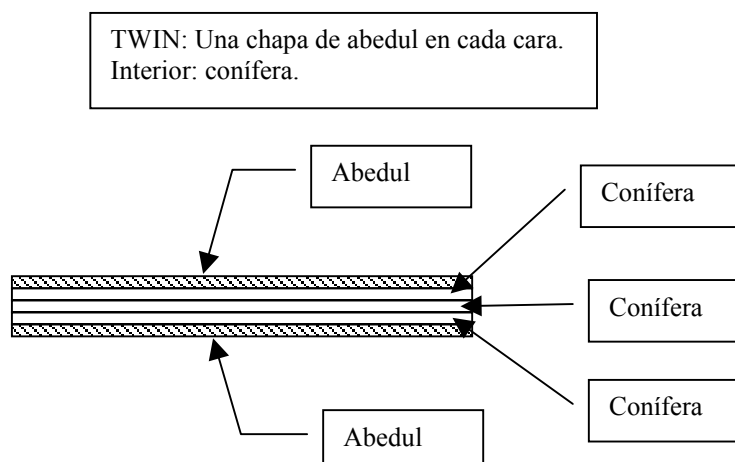 TWIN: Una chapa de abedul en cada cara.
Interior: conífera.
Abedul
Conífera
Conífera
Conífera
Abedul